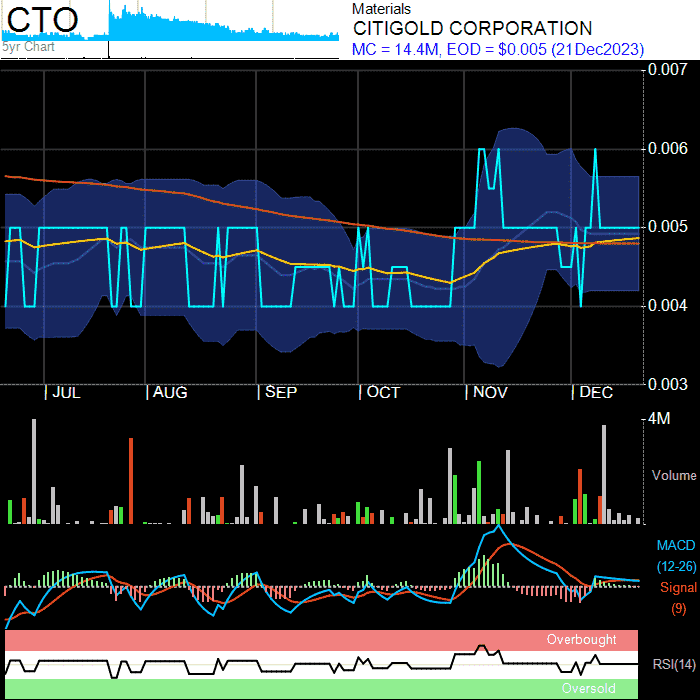 CTO
5yr Chart
Materials
CITIGOLD CORPORATION
MC = 14.4M, EOD = $0.005 (21Dec2023)
0.007
0.006
0.005
0.004
0.003
JUL AUG SEP OCT NOV DEC
4M
Volume
MACD
(12-26)
Signal
(9)
Overbought
RSI(14)
Oversold